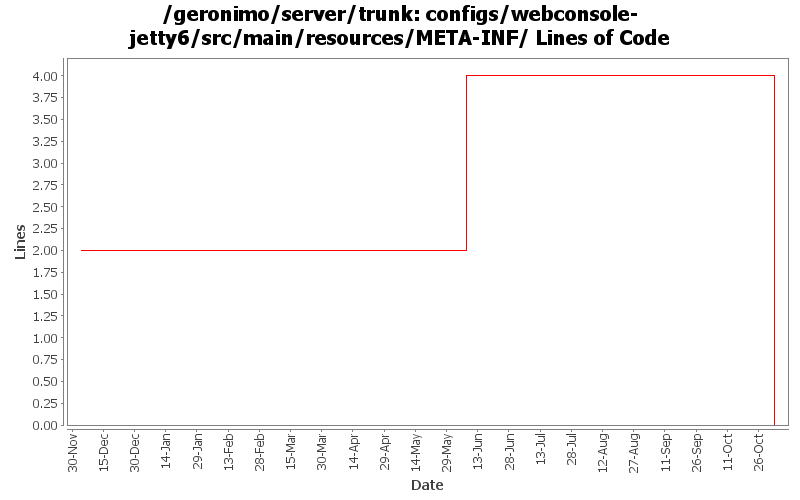 /geronimo/server/trunk: configs/webconsole-
jetty6/src/main/resources/META-INF/ Lines of Code
Lines
4.00
3.75
3.50
3.25
3.00
2.75
2.50
2.25
2.00
1.75
1.50
1.25
1.00
0.75
0.50
0.25
0.00
30-Nov
15-Dec
30-Dec
14-Jan
29-Jan
13-Feb
28-Feb
15-Mar
30-Mar
14-Apr
29-Apr
14-May
29-May
13-Jun
28-Jun
13-Jul
28-Jul
12-Aug
27-Aug
11-Sep
26-Sep
11-Oct
26-Oct
Date